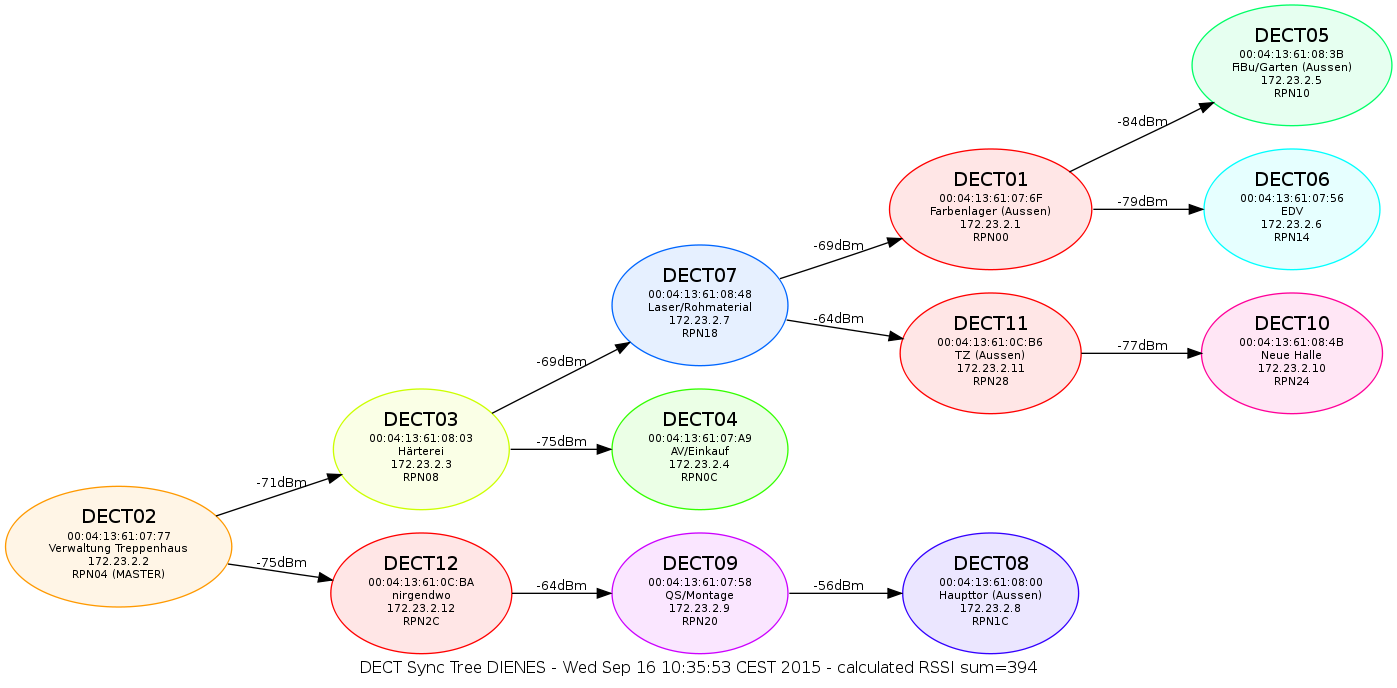 DECT05
00:04:13:61:08:3B
FiBu/Garten (Aussen)
172.23.2.5
RPN10
-84dBm
DECT01
00:04:13:61:07:6F
Farbenlager (Aussen)
172.23.2.1
RPN00
-79dBm
DECT06
00:04:13:61:07:56
EDV
172.23.2.6
RPN14
-69dBm
DECT07
00:04:13:61:08:48
Laser/Rohmaterial
172.23.2.7
RPN18
-64dBm
DECT11
00:04:13:61:0C:B6
TZ (Aussen)
172.23.2.11
RPN28
-77dBm
DECT10
00:04:13:61:08:4B
Neue Halle
172.23.2.10
RPN24
-69dBm
DECT03
00:04:13:61:08:03
Härterei
172.23.2.3
RPN08
-75dBm
DECT04
00:04:13:61:07:A9
AV/Einkauf
172.23.2.4
RPN0C
-71dBm
DECT02
00:04:13:61:07:77
Verwaltung Treppenhaus
172.23.2.2
RPN04 (MASTER)
-75dBm
DECT12
00:04:13:61:0C:BA
nirgendwo
172.23.2.12
RPN2C
-64dBm
DECT09
00:04:13:61:07:58
QS/Montage
172.23.2.9
RPN20
-56dBm
DECT08
00:04:13:61:08:00
Haupttor (Aussen)
172.23.2.8
RPN1C
DECT Sync Tree DIENES - Wed Sep 16 10:35:53 CEST 2015 - calculated RSSI sum=394